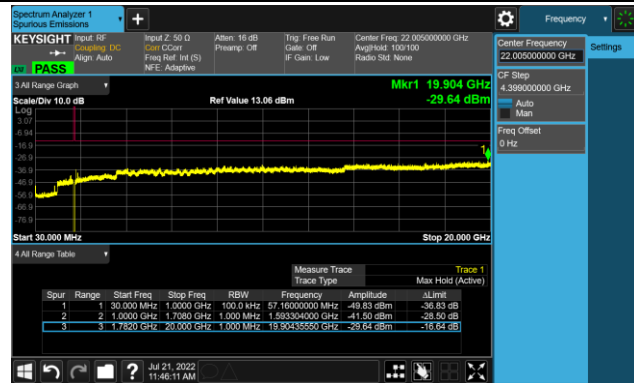 Spectrum Analyzer 1
Spurious Emissions
Frequency
KEYSIGHT
Input: RF
Coupling: DC
Align: Auto
Input Z: 50 Ω
Corr CCorr
Freq Ref: Int (S)
NFE: Adaptive
Atten: 16 dB
Preamp: Off
Trig: Free Run
Gate: Off
IF Gain: Low
Center Freq: 22.005000000 GHz
Avg|Hold: 100/100
Radio Std: None
PASS
Center Frequency
22.005000000 GHz
Settings
CF Step
4.399000000 GHz
Auto
Man
Freq Offset
0 Hz
3 All Range Graph
Mkr1 19.904 GHz
Scale/Div 10.0 dB
Ref Value 13.06 dBm
-29.64 dBm
Log
3.07
-6.94
-16.9
-26.9
-36.9
-46.9
-56.9
-66.9
-76.9
1
Start 30.000 MHz
Stop 20.000 GHz
4 All Range Table
Measure Trace Trace 1
Trace Type Max Hold (Active)
Spur Range Start Freq Stop Freq RBW Frequency Amplitude ΔLimit
1 1 30.000 MHz 1.0000 GHz 100.0 kHz 57.16000000 MHz -49.83 dBm -36.83 dB
2 2 1.0000 GHz 1.7080 GHz 1.000 MHz 1.593304000 GHz -41.50 dBm -28.50 dB
3 3 1.7820 GHz 20.000 GHz 1.000 MHz 19.90435550 GHz -29.64 dBm -16.64 dB
Jul 21, 2022
11:46:11 AM